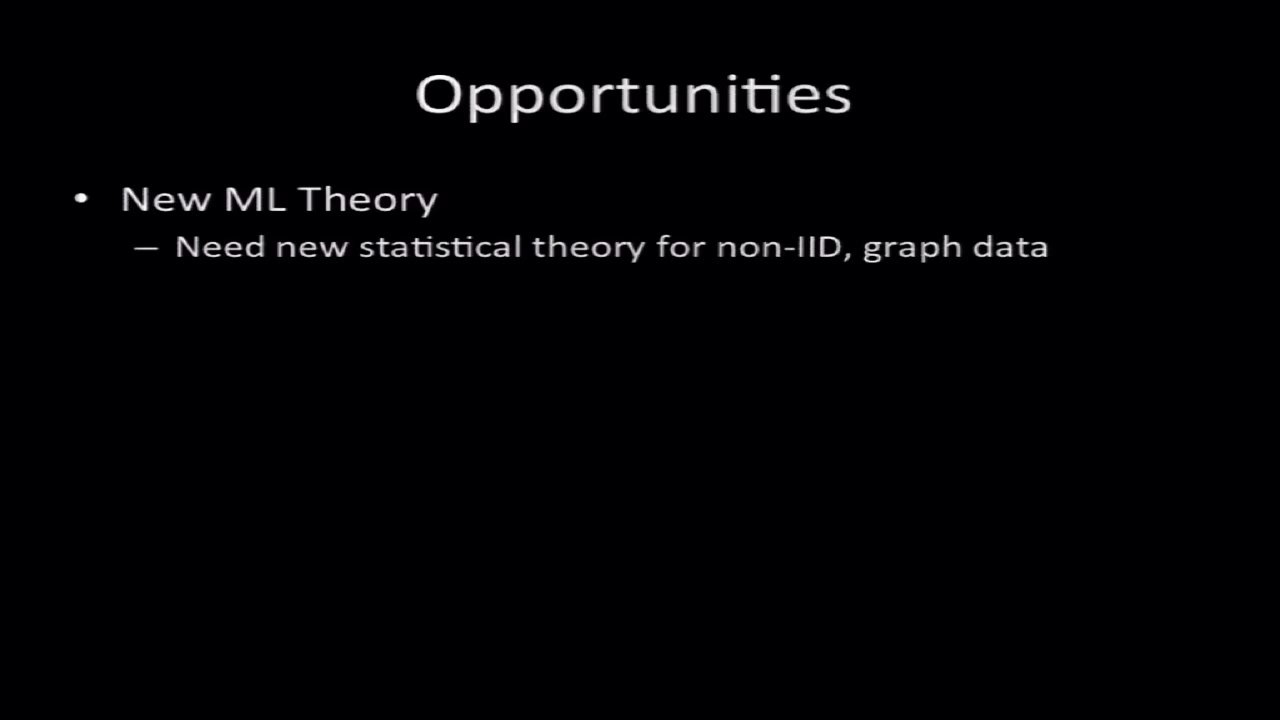 Opportunities
• New ML Theory
– Need new statistical theory for non-IID, graph data